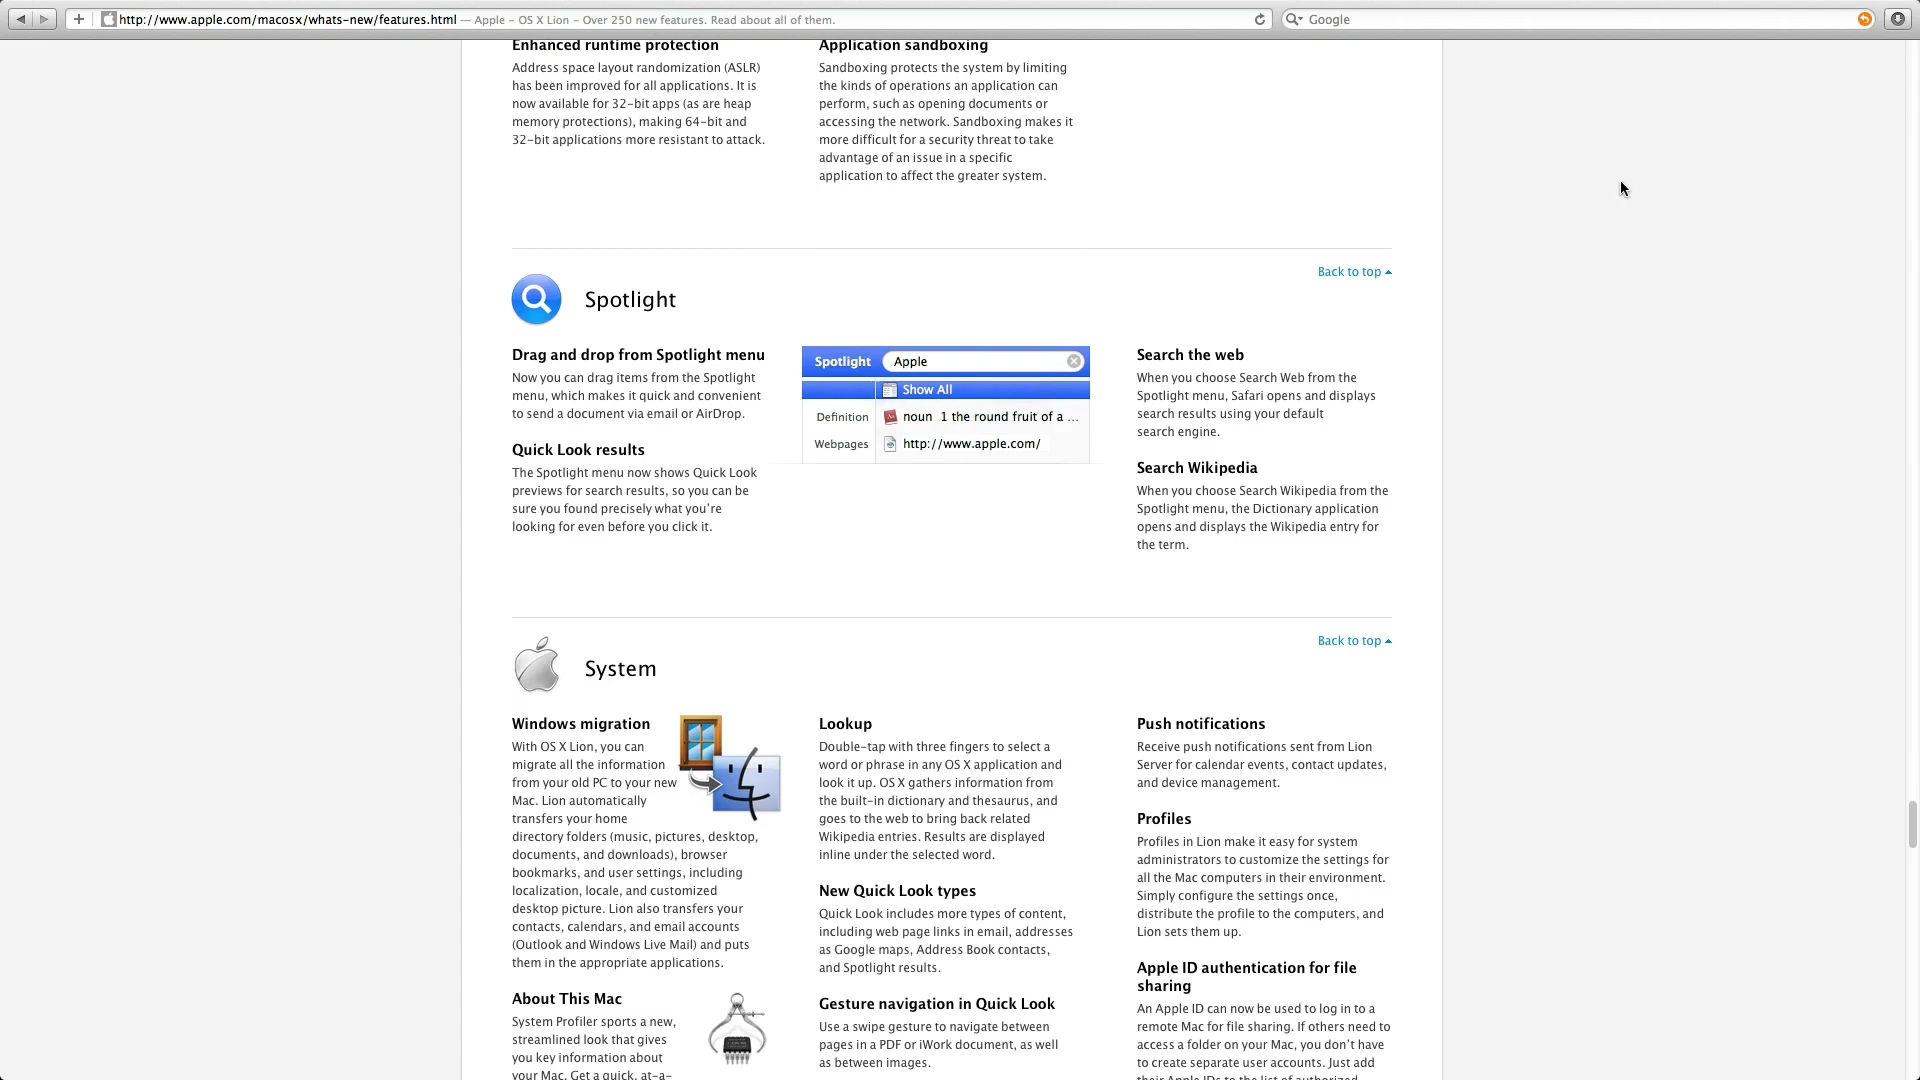 http://www.apple.com/macosx/whats-new/features.html — Apple – OS X Lion – Over 250 new features. Read about all of them.
Google
Enhanced runtime protection
Address space layout randomization (ASLR)
has been improved for all applications. It is
now available for 32-bit apps (as are heap
memory protections), making 64-bit and
32-bit applications more resistant to attack.
Application sandboxing
Sandboxing protects the system by limiting
the kinds of operations an application can
perform, such as opening documents or
accessing the network. Sandboxing makes it
more difficult for a security threat to take
advantage of an issue in a specific
application to affect the greater system.
Back to top
Spotlight
Drag and drop from Spotlight menu
Now you can drag items from the Spotlight
menu, which makes it quick and convenient
to send a document via email or AirDrop.
Quick Look results
The Spotlight menu now shows Quick Look
previews for search results, so you can be
sure you found precisely what you're
looking for even before you click it.
Spotlight Apple
Show All
Definition noun 1 the round fruit of a ...
Webpages http://www.apple.com/
Search the web
When you choose Search Web from the
Spotlight menu, Safari opens and displays
search results using your default
search engine.
Search Wikipedia
When you choose Search Wikipedia from the
Spotlight menu, the Dictionary application
opens and displays the Wikipedia entry for
the term.
Back to top
System
Windows migration
With OS X Lion, you can
migrate all the information
from your old PC to your new
Mac. Lion automatically
transfers your home
directory folders (music, pictures, desktop,
documents, and downloads), browser
bookmarks, and user settings, including
localization, locale, and customized
desktop picture. Lion also transfers your
contacts, calendars, and email accounts
(Outlook and Windows Live Mail) and puts
them in the appropriate applications.
About This Mac
System Profiler sports a new,
streamlined look that gives
you key information about
your Mac. Get a quick, at-a-
Lookup
Double-tap with three fingers to select a
word or phrase in any OS X application and
look it up. OS X gathers information from
the built-in dictionary and thesaurus, and
goes to the web to bring back related
Wikipedia entries. Results are displayed
inline under the selected word.
New Quick Look types
Quick Look includes more types of content,
including web page links in email, addresses
as Google maps, Address Book contacts,
and Spotlight results.
Gesture navigation in Quick Look
Use a swipe gesture to navigate between
pages in a PDF or iWork document, as well
as between images.
Push notifications
Receive push notifications sent from Lion
Server for calendar events, contact updates,
and device management.
Profiles
Profiles in Lion make it easy for system
administrators to customize the settings for
all the Mac computers in their environment.
Simply configure the settings once,
distribute the profile to the computers, and
Lion sets them up.
Apple ID authentication for file
sharing
An Apple ID can now be used to log in to a
remote Mac for file sharing. If others need to
access a folder on your Mac, you don't have
to create separate user accounts. Just add
their Apple IDs to the list of authorized